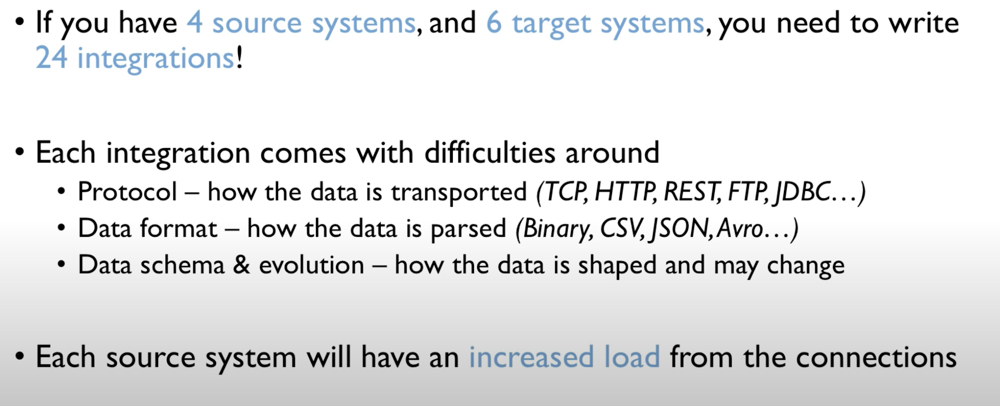 • If you have 4 source systems, and 6 target systems, you need to write
24 integrations!
• Each integration comes with difficulties around
• Protocol – how the data is transported (TCP, HTTP, REST, FTP, JDBC…)
• Data format – how the data is parsed (Binary, CSV, JSON, Avro…)
• Data schema & evolution – how the data is shaped and may change
• Each source system will have an increased load from the connections